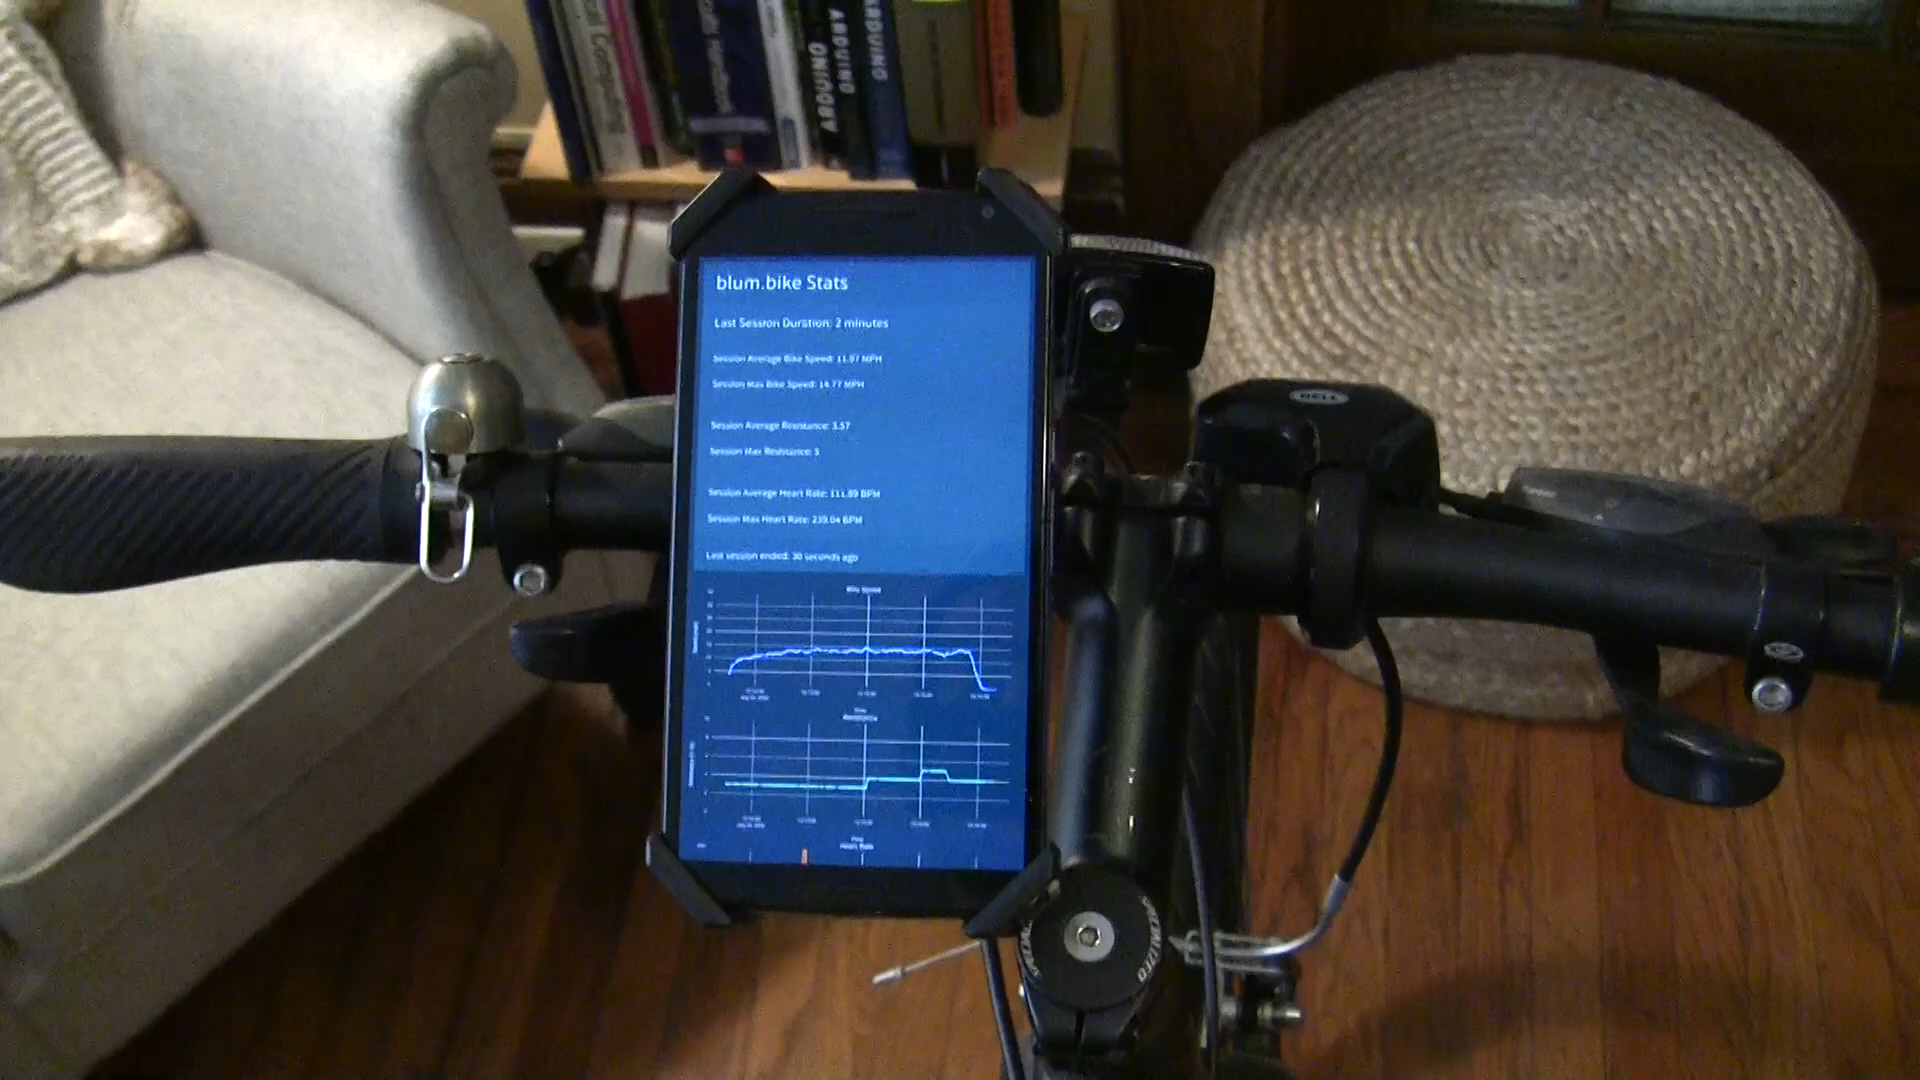 ARDUINO
ARDUINO
blum.bike Stats
Last Session Duration: 2 minutes
Session Average Bike Speed: 11.97 MPH
Session Max Bike Speed: 14.77 MPH
Session Average Resistance: 3.57
Session Max Resistance: 5
Session Average Heart Rate: 111.89 BPM
Session Max Heart Rate: 239.04 BPM
Last session ended: 30 seconds ago
Bike Speed
Resistance
Heart Rate
BELL
SPECIALIZED